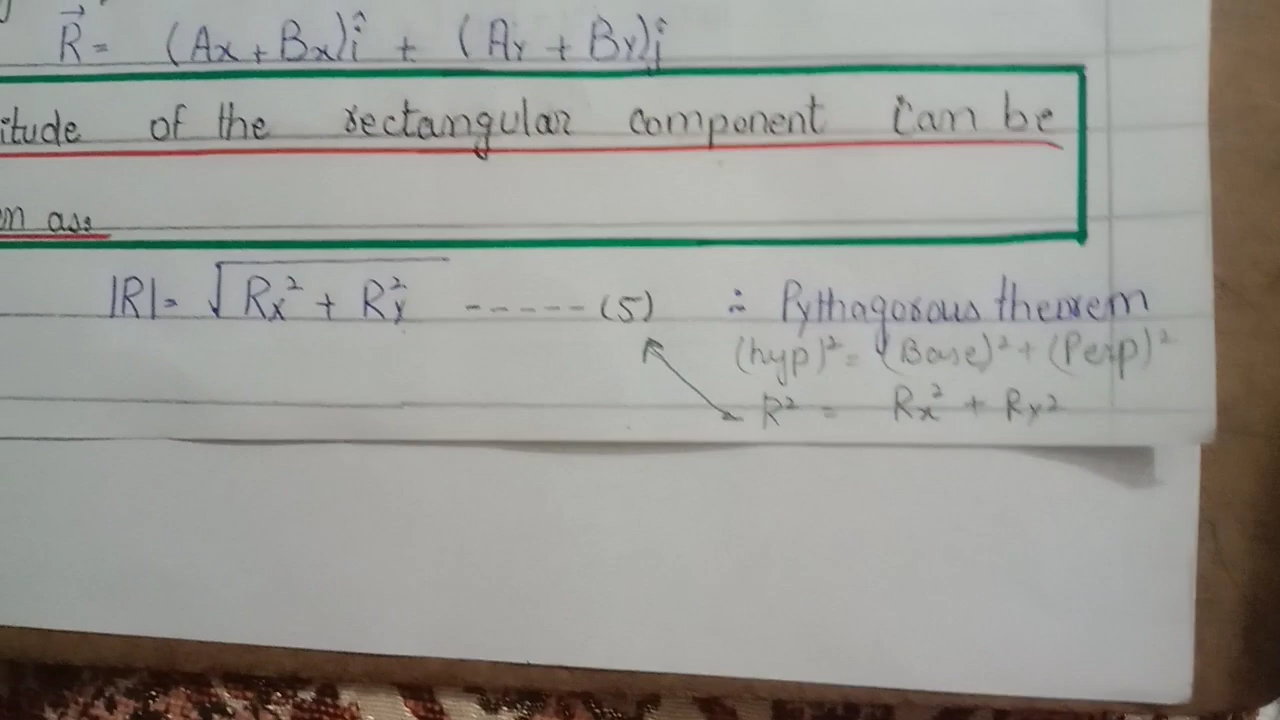 R⃗ = (Ax + Bx)î + (Ay + By)ĵ
itude of the rectangular component can be
en as:
|R| = √Rx² + Ry² ------ (5) ∴ Pythagorous theorem
(hyp)² = (Base)² + (Perp)²
R² = Rx² + Ry²